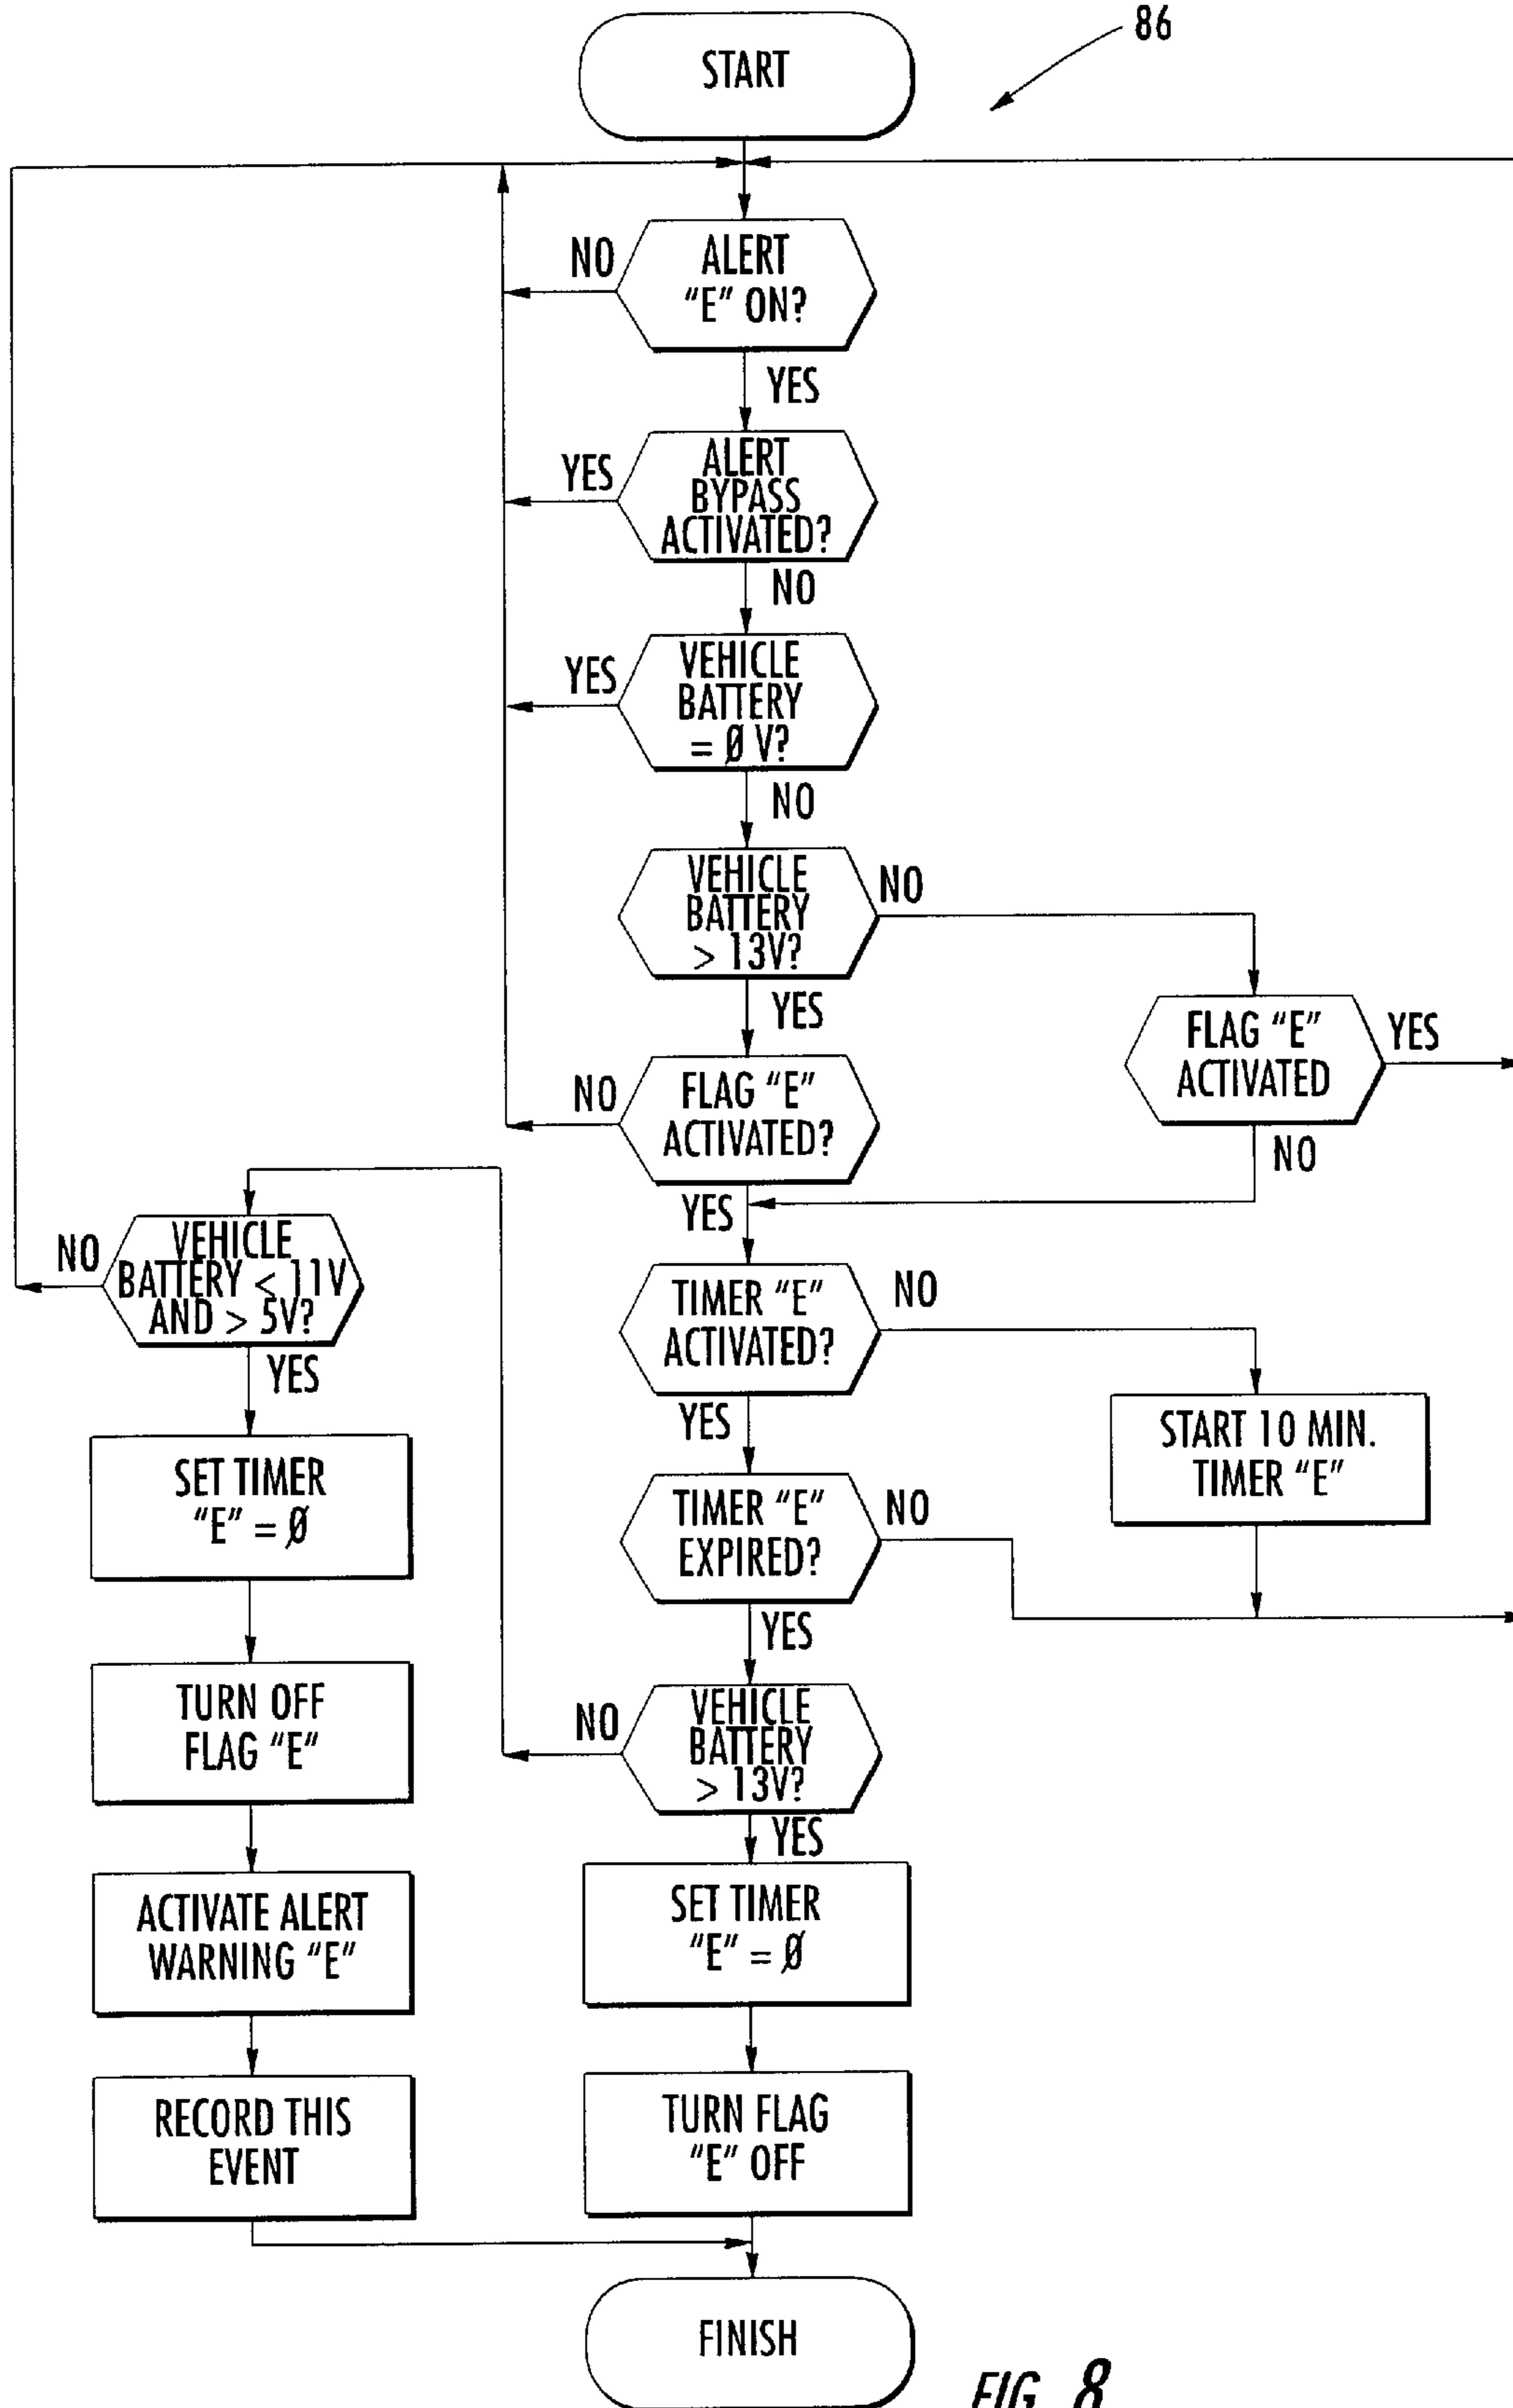 86
START
ALERT
"E" ON?
NO
YES
ALERT
BYPASS
ACTIVATED?
YES
NO
VEHICLE
BATTERY
= Ø V?
YES
NO
VEHICLE
BATTERY
> 13V?
NO
YES
FLAG "E"
ACTIVATED
YES
NO
FLAG "E"
ACTIVATED?
NO
YES
VEHICLE
BATTERY < 11V
AND > 5V?
NO
YES
TIMER "E"
ACTIVATED?
NO
YES
START 10 MIN.
TIMER "E"
SET TIMER
"E" = Ø
TIMER "E"
EXPIRED?
NO
YES
TURN OFF
FLAG "E"
VEHICLE
BATTERY
> 13V?
NO
YES
ACTIVATE ALERT
WARNING "E"
SET TIMER
"E" = Ø
RECORD THIS
EVENT
TURN FLAG
"E" OFF
FINISH
FIG. 8